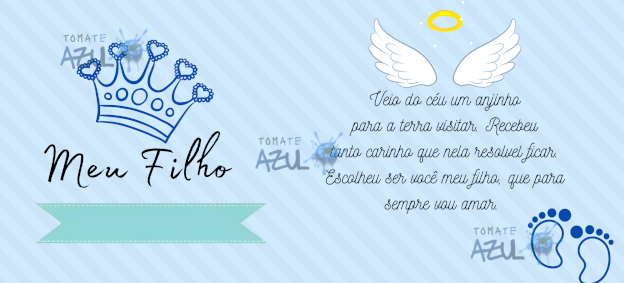 TOMATE
AZUL
Meu Filho
TOMATE
AZUL
Veio do céu um anjinho
para a terra visitar. Recebeu
tanto carinho que nela resolvel ficar.
Escolheu ser você meu filho, que para
sempre vou amar.
TOMATE
AZUL